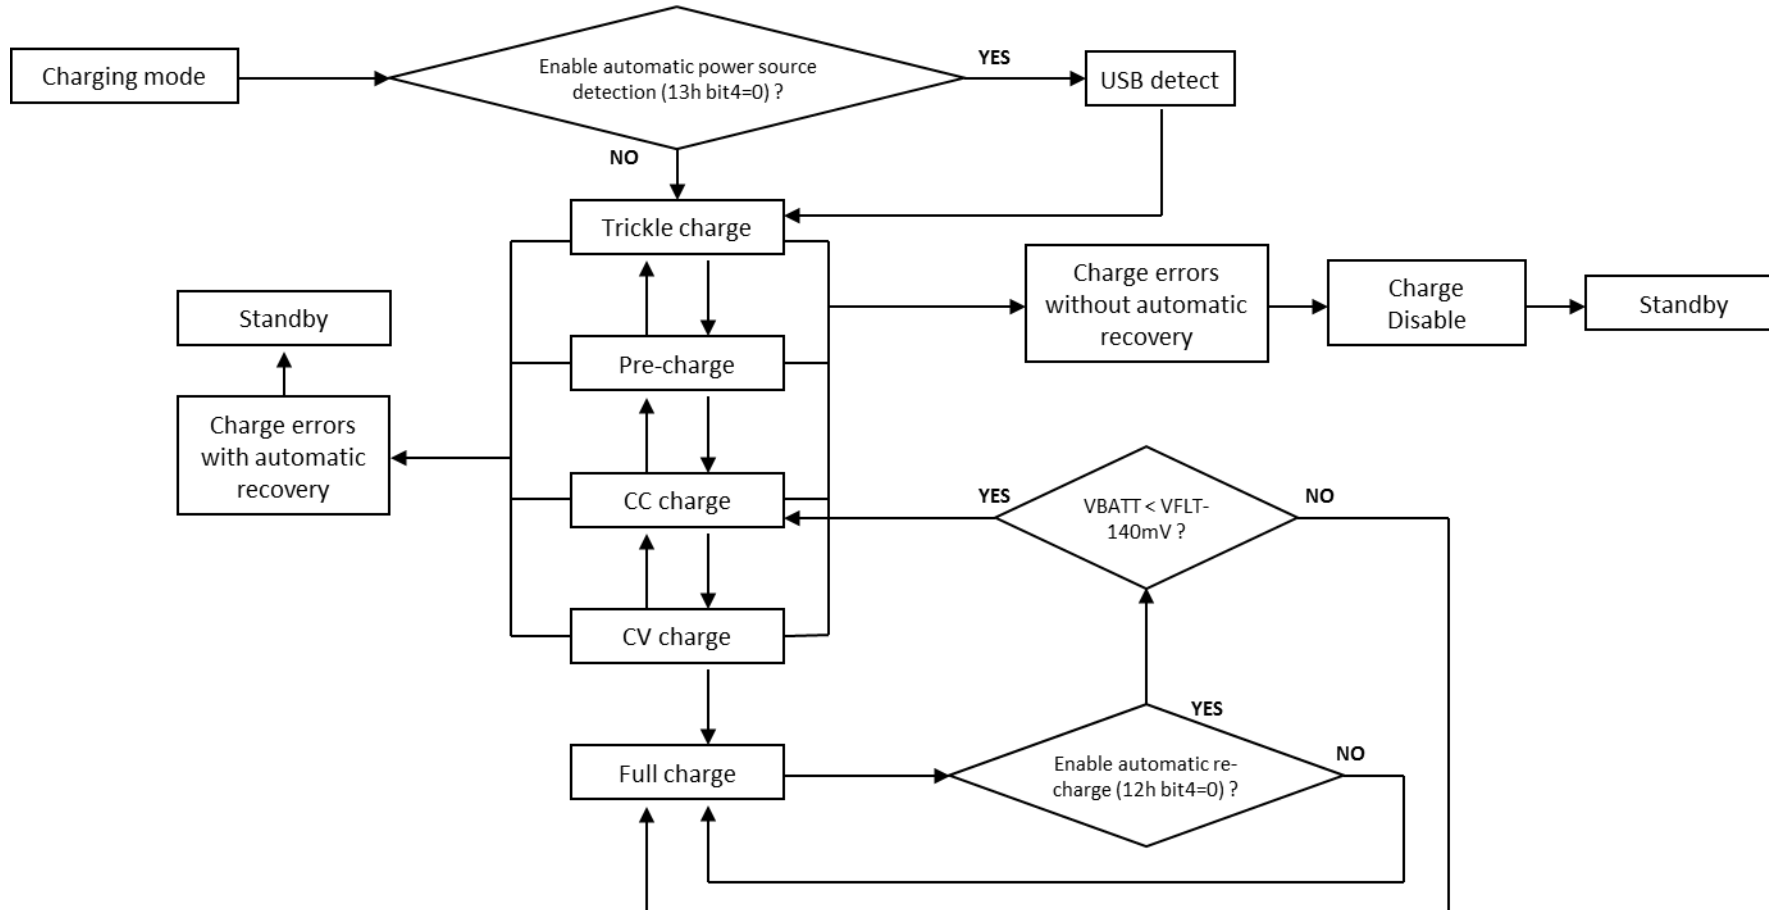 Charging mode
Enable automatic power source
detection (13h bit4=0) ?
YES
USB detect
NO
Trickle charge
Charge errors
without automatic
recovery
Charge
Disable
Standby
Standby
Pre-charge
Charge errors
with automatic
recovery
CC charge
YES
VBATT < VFLT-
140mV ?
NO
CV charge
Full charge
YES
Enable automatic re-
charge (12h bit4=0) ?
NO